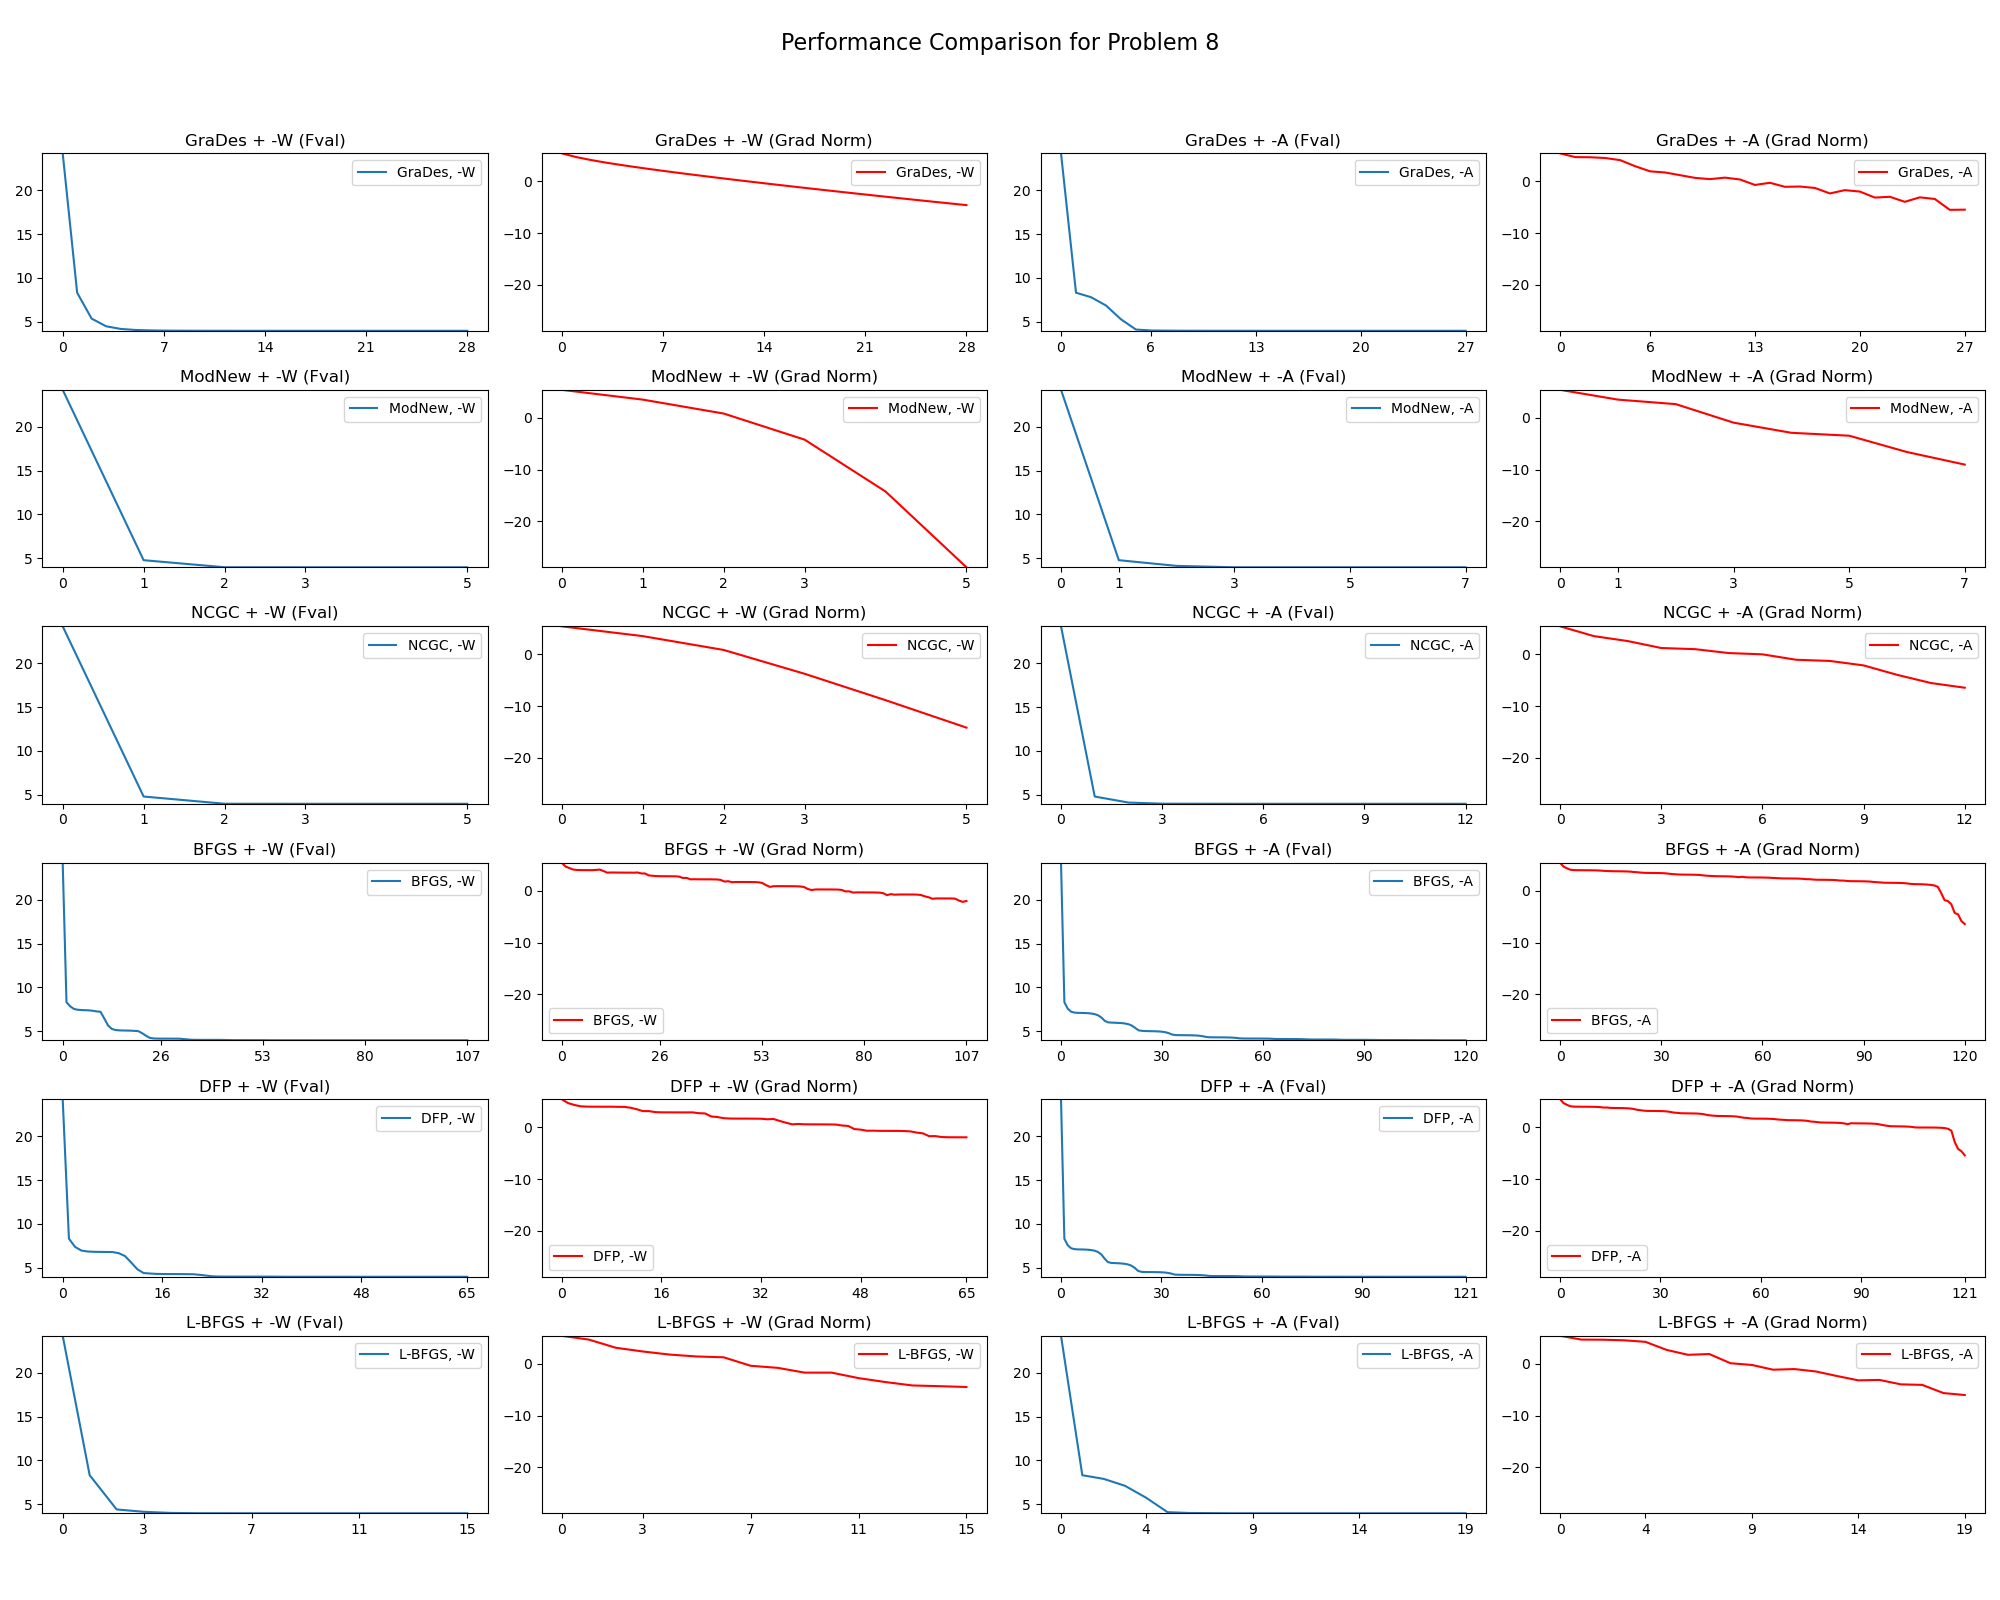 Performance Comparison for Problem 8
GraDes + -W (Fval)
GraDes, -W
20
15
10
5
0 7 14 21 28
GraDes + -W (Grad Norm)
GraDes, -W
0
−10
−20
0 7 14 21 28
GraDes + -A (Fval)
GraDes, -A
20
15
10
5
0 6 13 20 27
GraDes + -A (Grad Norm)
GraDes, -A
0
−10
−20
0 6 13 20 27
ModNew + -W (Fval)
ModNew, -W
20
15
10
5
0 1 2 3 5
ModNew + -W (Grad Norm)
ModNew, -W
0
−10
−20
0 1 2 3 5
ModNew + -A (Fval)
ModNew, -A
20
15
10
5
0 1 3 5 7
ModNew + -A (Grad Norm)
ModNew, -A
0
−10
−20
0 1 3 5 7
NCGC + -W (Fval)
NCGC, -W
20
15
10
5
0 1 2 3 5
NCGC + -W (Grad Norm)
NCGC, -W
0
−10
−20
0 1 2 3 5
NCGC + -A (Fval)
NCGC, -A
20
15
10
5
0 3 6 9 12
NCGC + -A (Grad Norm)
NCGC, -A
0
−10
−20
0 3 6 9 12
BFGS + -W (Fval)
BFGS, -W
20
15
10
5
0 26 53 80 107
BFGS + -W (Grad Norm)
0
−10
−20
BFGS, -W
0 26 53 80 107
BFGS + -A (Fval)
BFGS, -A
20
15
10
5
0 30 60 90 120
BFGS + -A (Grad Norm)
0
−10
−20
BFGS, -A
0 30 60 90 120
DFP + -W (Fval)
DFP, -W
20
15
10
5
0 16 32 48 65
DFP + -W (Grad Norm)
0
−10
−20
DFP, -W
0 16 32 48 65
DFP + -A (Fval)
DFP, -A
20
15
10
5
0 30 60 90 121
DFP + -A (Grad Norm)
0
−10
−20
DFP, -A
0 30 60 90 121
L-BFGS + -W (Fval)
L-BFGS, -W
20
15
10
5
0 3 7 11 15
L-BFGS + -W (Grad Norm)
L-BFGS, -W
0
−10
−20
0 3 7 11 15
L-BFGS + -A (Fval)
L-BFGS, -A
20
15
10
5
0 4 9 14 19
L-BFGS + -A (Grad Norm)
L-BFGS, -A
0
−10
−20
0 4 9 14 19